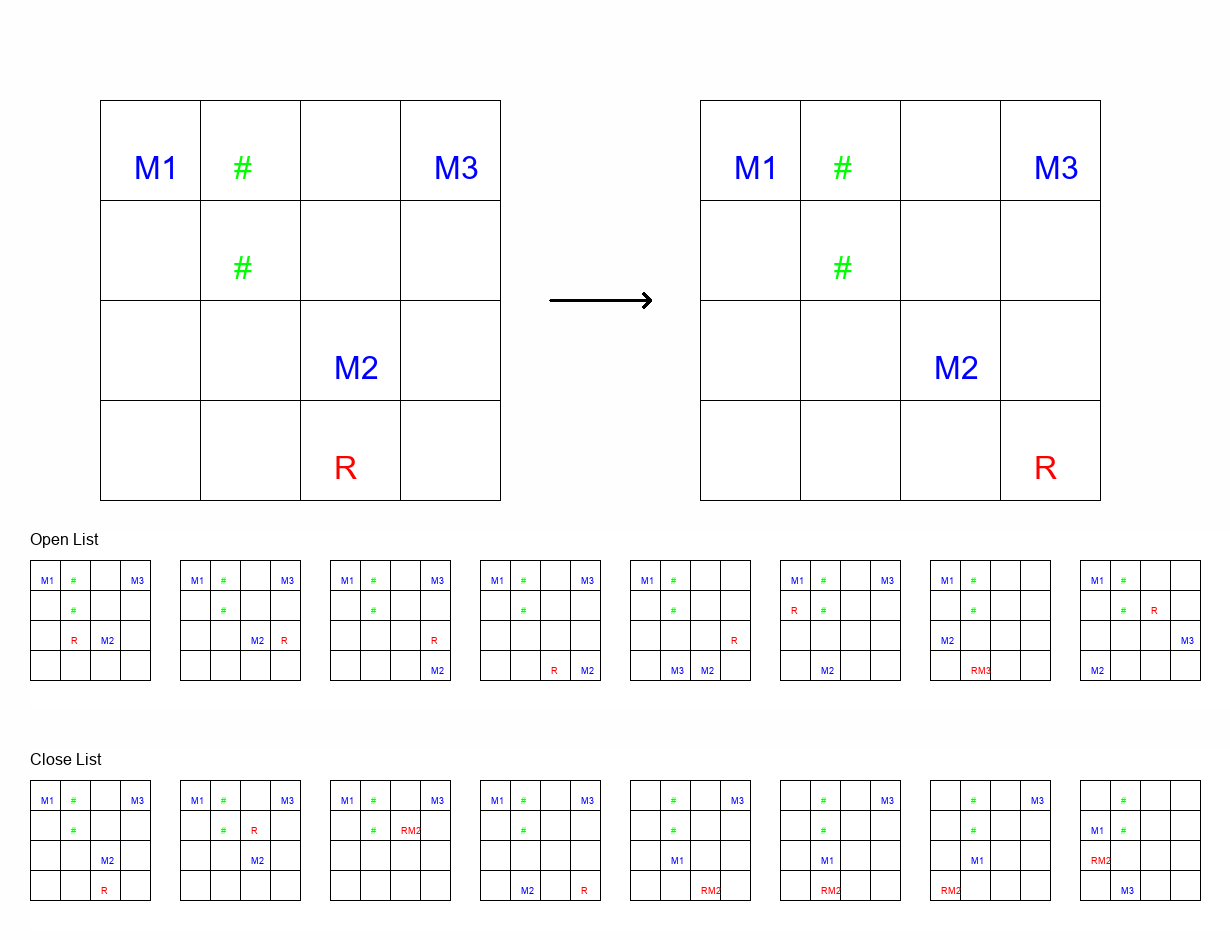 M1 # M3 M1 # M3
# #
M2 M2
R R
Open List
M1 # M3 M1 # M3 M1 # M3 M1 # M3 M1 # M1 # M3 M1 # M1 #
# # # # # R # # # R
R M2 M2 R R R M2 M3
M2 R M2 M3 M2 M2 RM3 M2
Close List
M1 # M3 M1 # M3 M1 # M3 M1 # M3 # M3 # M3 # M3 #
# # R # RM2 # # # # M1 #
M2 M2 M1 M1 M1 RM2
R M2 R RM2 RM2 RM2 M3